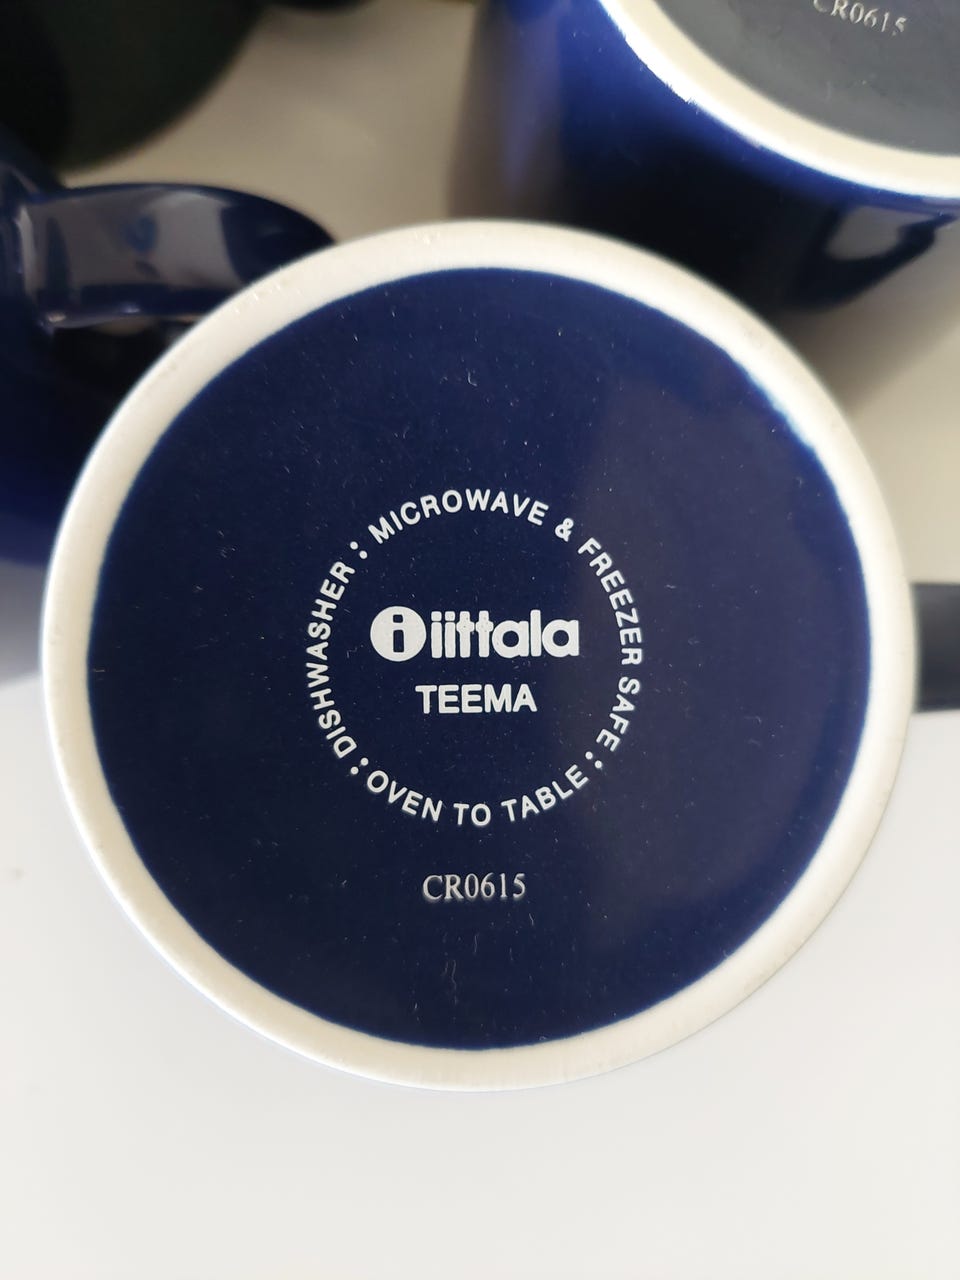 CR0615
MICROWAVE & FREEZER SAFE :
OVEN TO TABLE :
DISHWASHER :
i iittala
TEEMA
CR0615